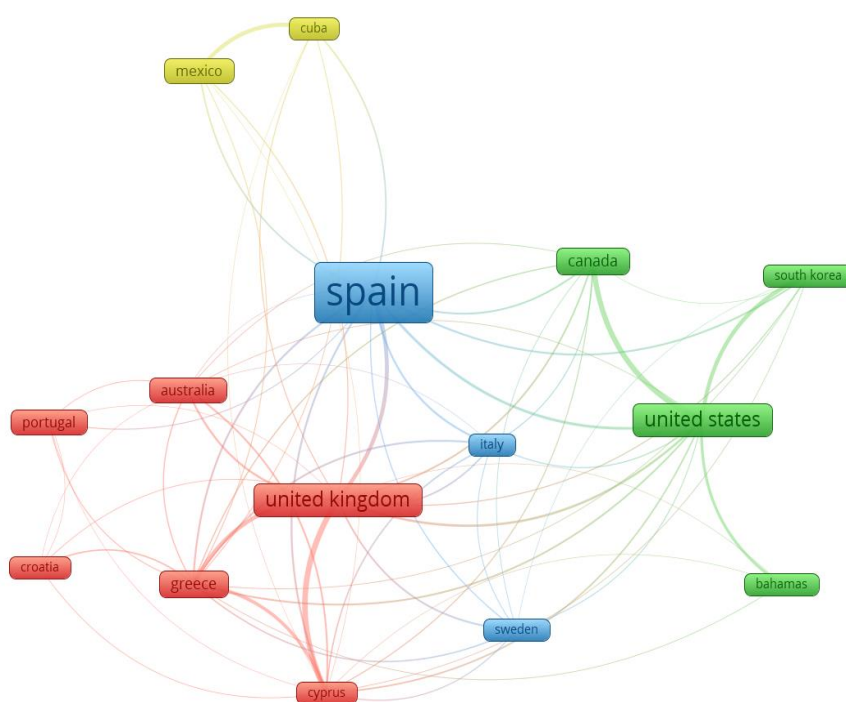 cuba
mexico
canada
south korea
spain
australia
portugal
united states
italy
united kingdom
croatia
greece
bahamas
sweden
cyprus